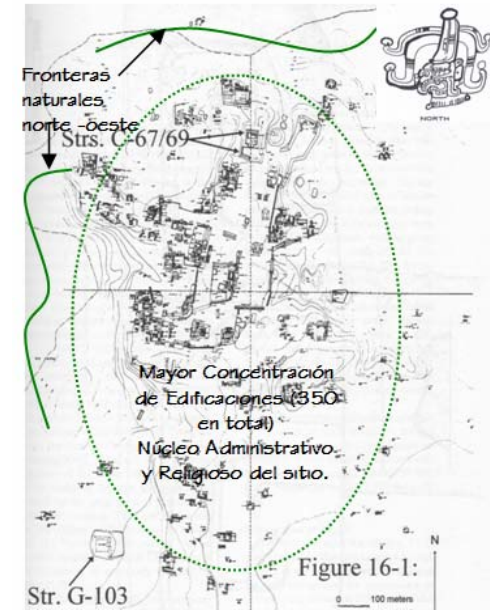 NORTH
Fronteras
naturales
norte -oeste
Strs. C-67/69
Mayor Concentración
de Edificaciones (350
en total)
Núcleo Administrativo
y Religioso del sitio.
Figure 16-1:
N
Str. G-103
0 100 meters